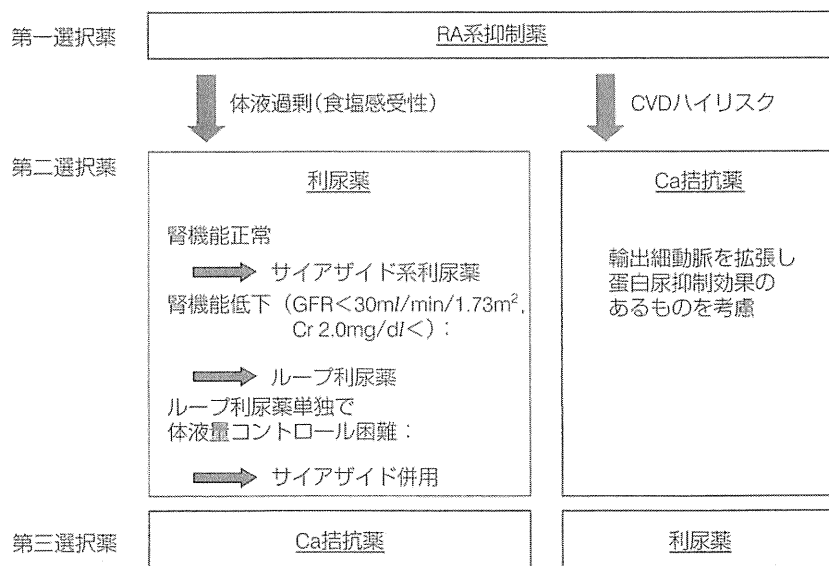 第一選択薬
RA系抑制薬
体液過剰(食塩感受性)
CVDハイリスク
第二選択薬
利尿薬
腎機能正常
サイアザイド系利尿薬
腎機能低下(GFR<30ml/min/1.73m²,
Cr 2.0mg/dl<):
ループ利尿薬
ループ利尿薬単独で
体液量コントロール困難:
サイアザイド併用
Ca拮抗薬
輸出細動脈を拡張し
蛋白尿抑制効果の
あるものを考慮
第三選択薬
Ca拮抗薬
利尿薬